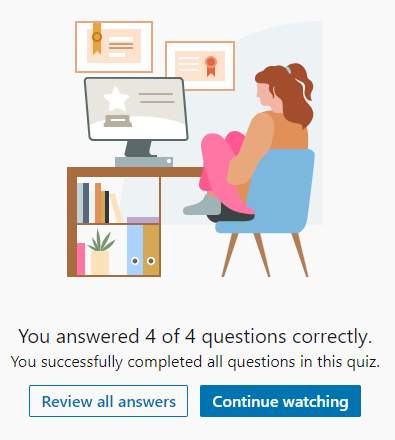 You answered 4 of 4 questions correctly.
You successfully completed all questions in this quiz.
Review all answers
Continue watching